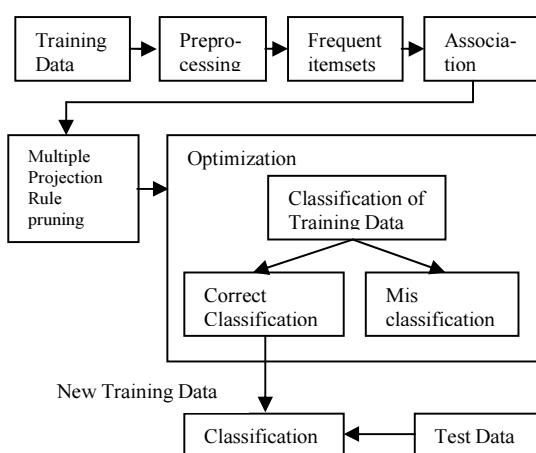 Training
Data
Prepro-
cessing
Frequent
itemsets
Associa-
tion
Multiple
Projection
Rule
pruning
Optimization
Classification of
Training Data
Correct
Classification
Mis
classification
New Training Data
Classification
Test Data